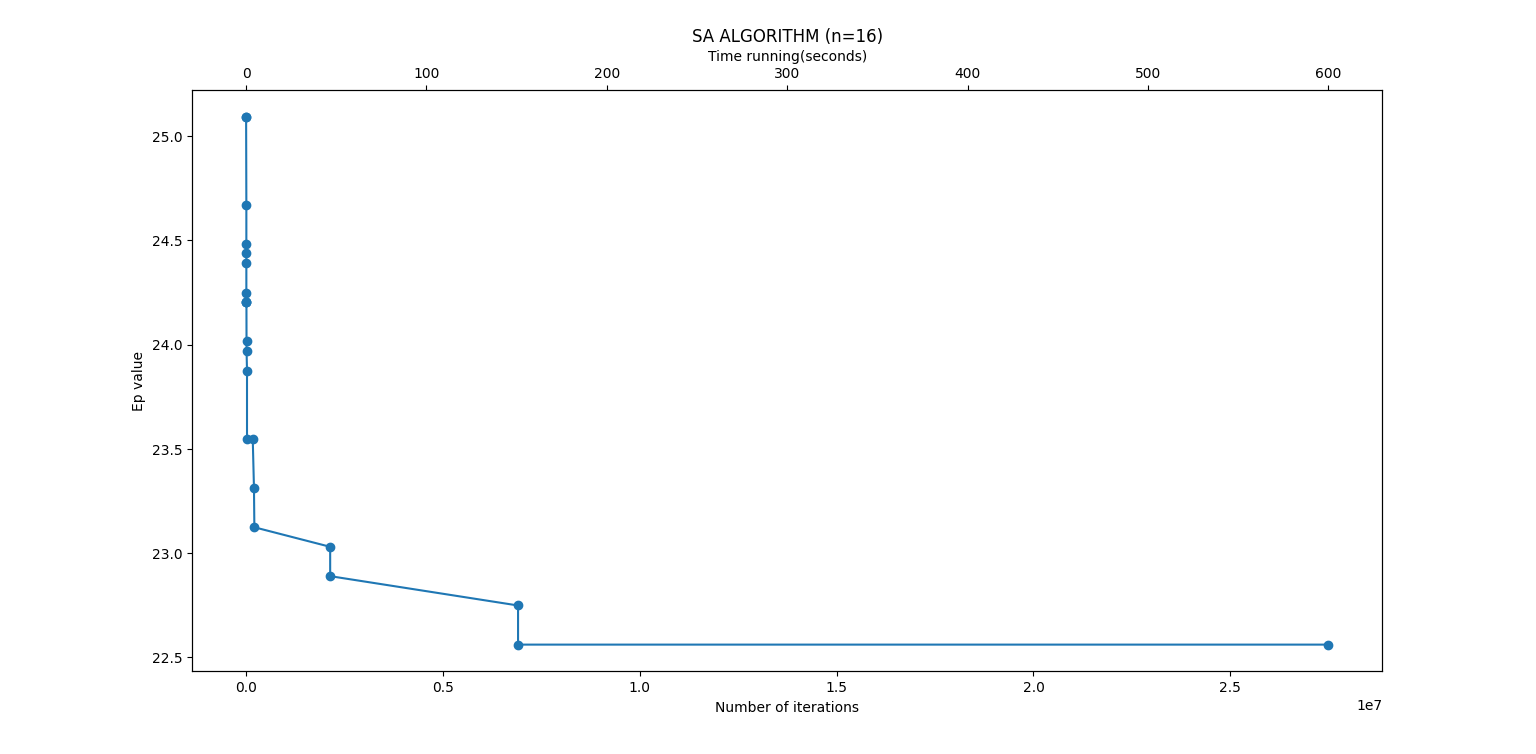 SA ALGORITHM (n=16)
Time running(seconds)
0 100 200 300 400 500 600
25.0
24.5
24.0
23.5
23.0
22.5
Ep value
0.0 0.5 1.0 1.5 2.0 2.5
1e7
Number of iterations